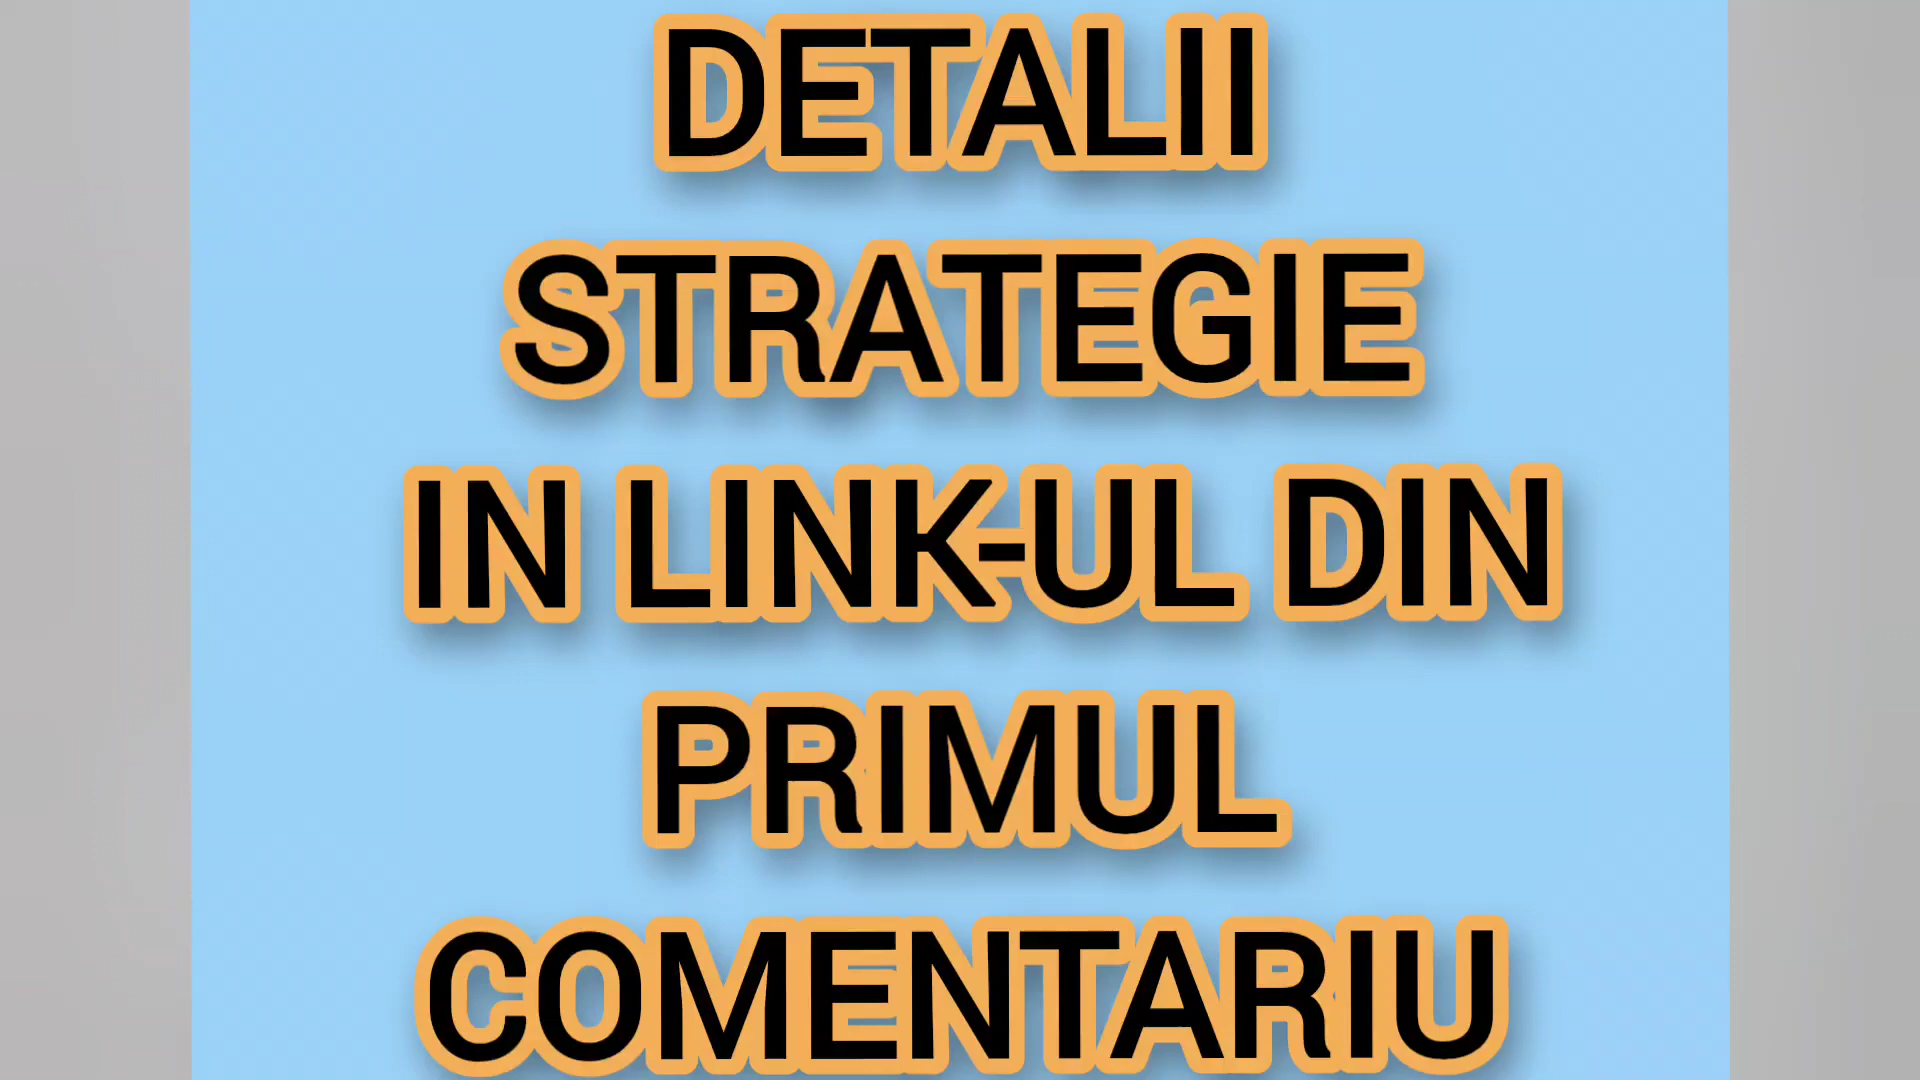 DETALII
STRATEGIE
IN LINK-UL DIN
PRIMUL
COMENTARIU